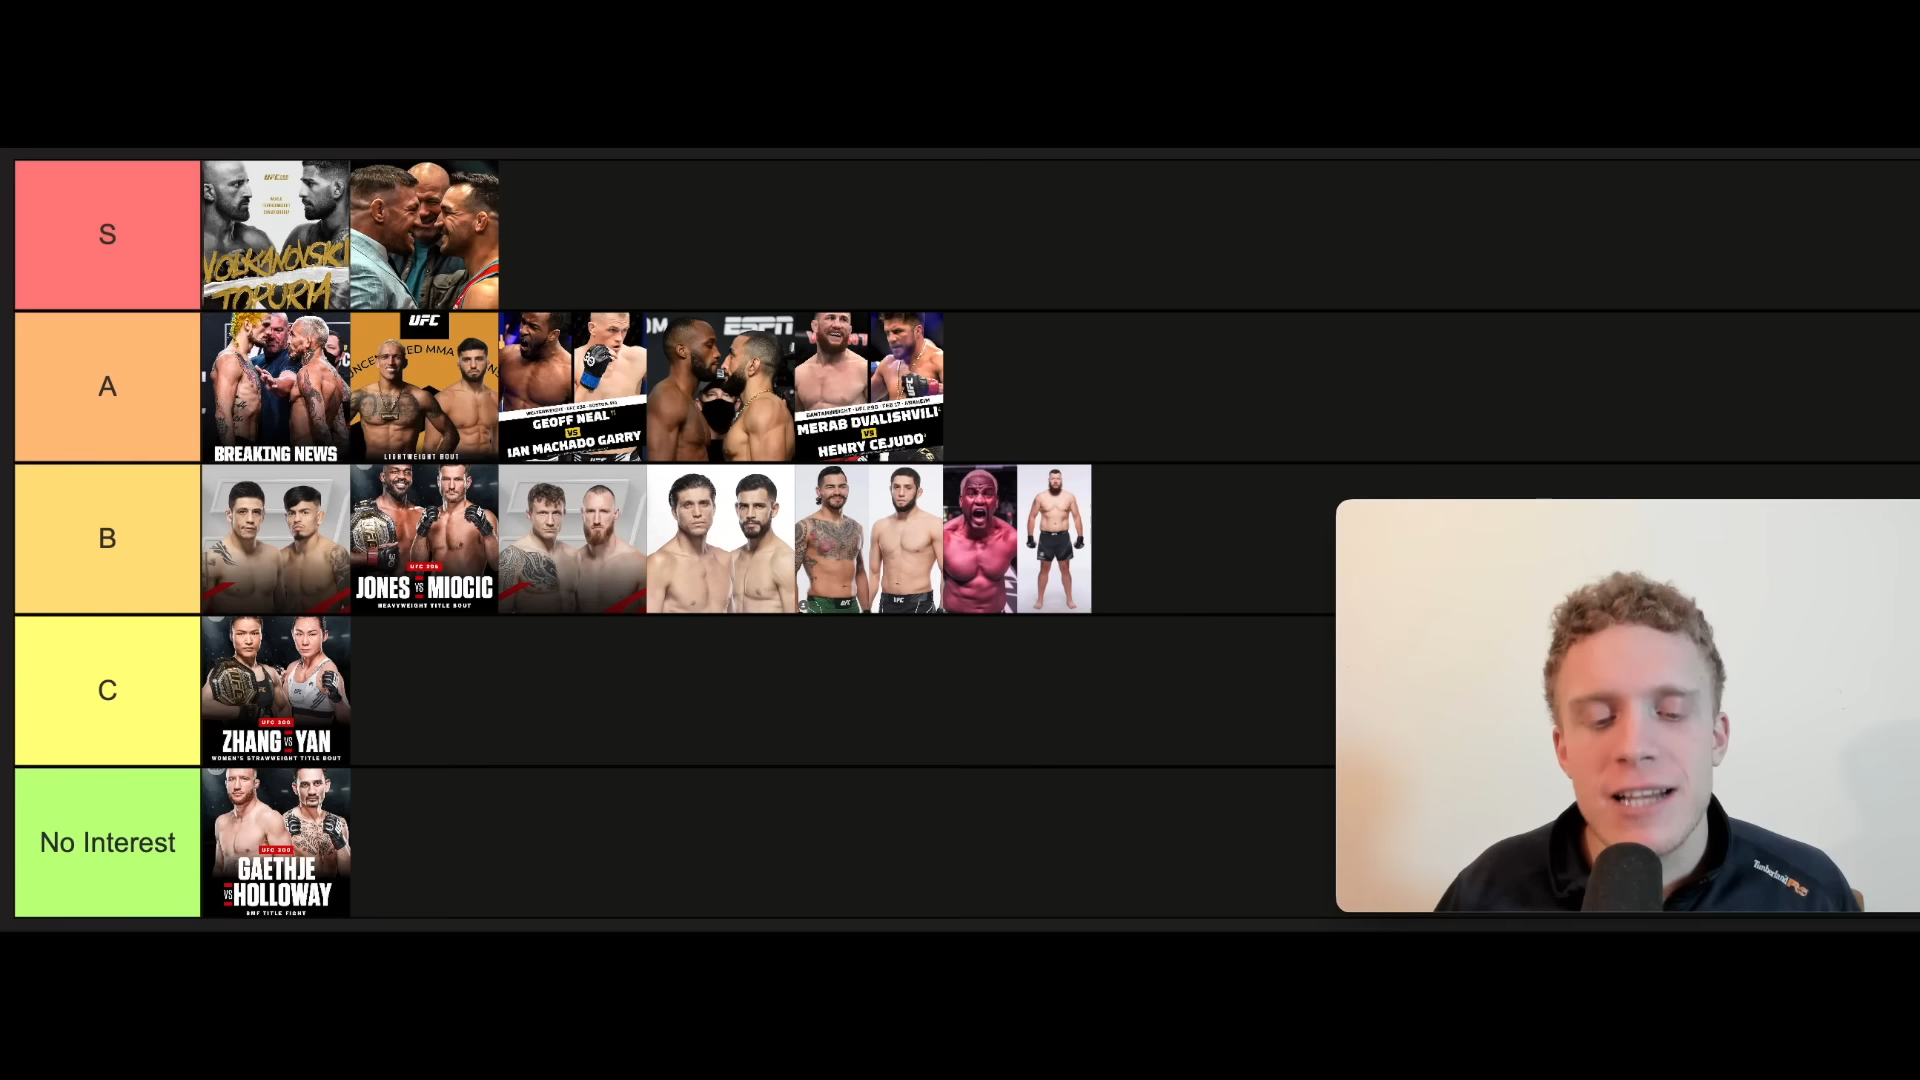 S
UFC 298
VOLKANOVSKI
TOPURIA
A
BREAKING NEWS
UFC
LIGHTWEIGHT BOUT
GEOFF NEAL
VS
IAN MACHADO GARRY
ESPN
MERAB DVALISHVILI
VS
HENRY CEJUDO
B
JONES VS MIOCIC
HEAVYWEIGHT TITLE BOUT
C
UFC 300
ZHANG VS YAN
WOMEN'S STRAWWEIGHT TITLE BOUT
No Interest
UFC 300
GAETHJE
VS HOLLOWAY
BMF TITLE FIGHT
Timberland